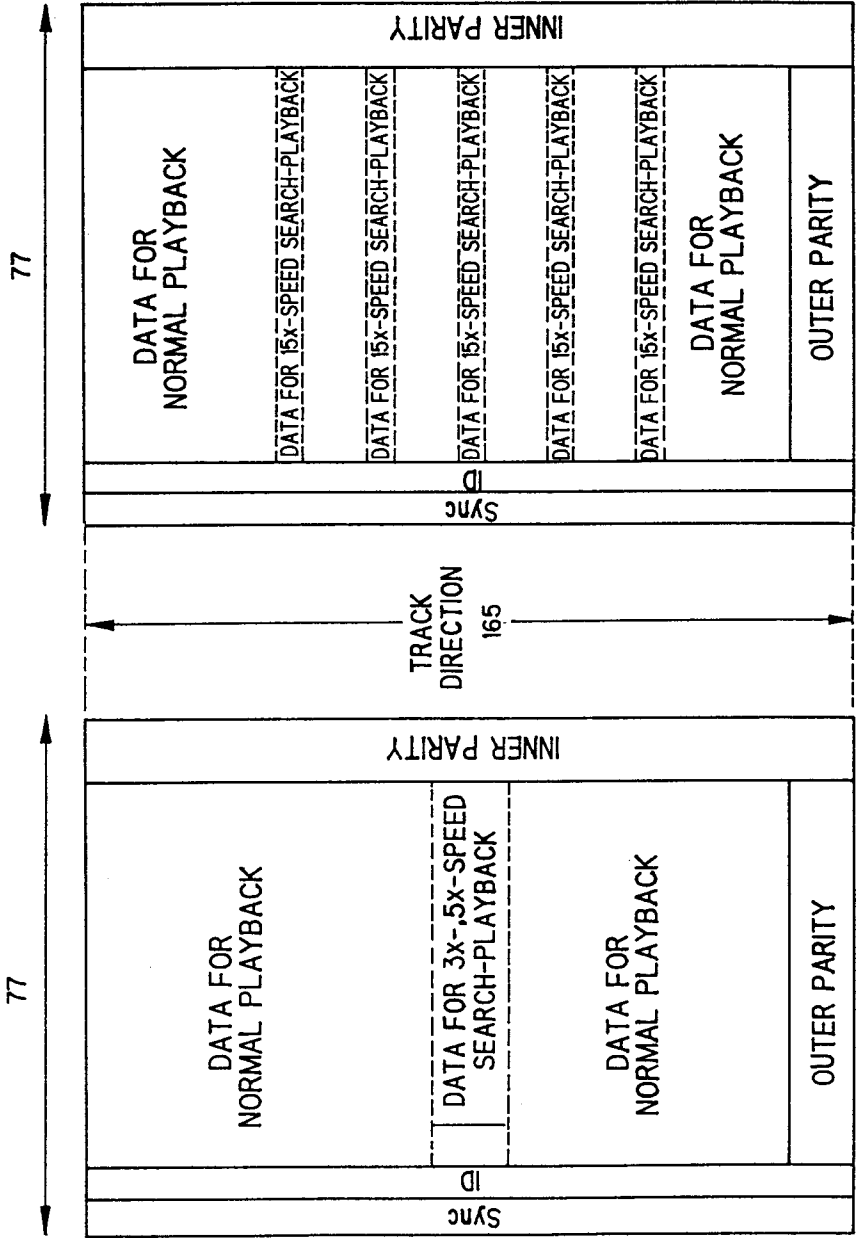 77
Sync
ID
DATA FOR
NORMAL PLAYBACK
DATA FOR 3x-,5x-SPEED
SEARCH-PLAYBACK
DATA FOR
NORMAL PLAYBACK
OUTER PARITY
INNER PARITY
TRACK
DIRECTION
165
77
Sync
ID
DATA FOR
NORMAL PLAYBACK
DATA FOR 15x-SPEED SEARCH-PLAYBACK
DATA FOR 15x-SPEED SEARCH-PLAYBACK
DATA FOR 15x-SPEED SEARCH-PLAYBACK
DATA FOR 15x-SPEED SEARCH-PLAYBACK
DATA FOR 15x-SPEED SEARCH-PLAYBACK
DATA FOR
NORMAL PLAYBACK
OUTER PARITY
INNER PARITY